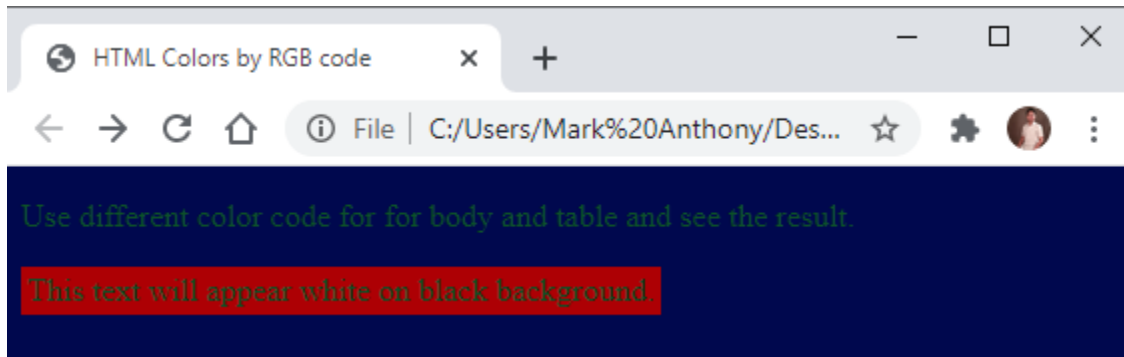 HTML Colors by RGB code
File C:/Users/Mark%20Anthony/Des...
Use different color code for for body and table and see the result.
This text will appear white on black background.